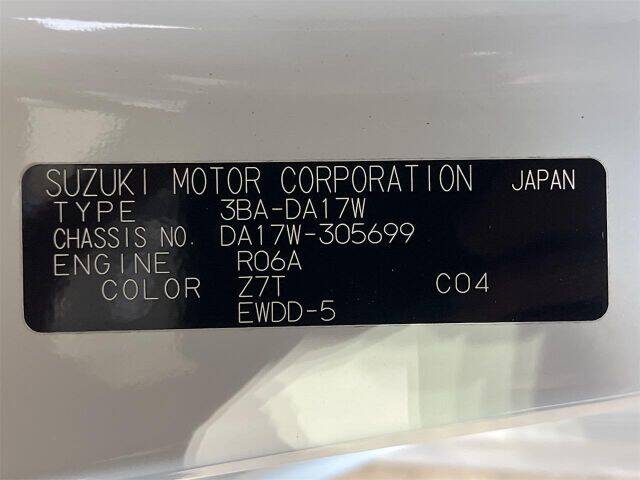 SUZUKI MOTOR CORPORATION JAPAN
TYPE 3BA-DA17W
CHASSIS NO. DA17W-305699
ENGINE R06A
COLOR Z7T C04
EWDD-5